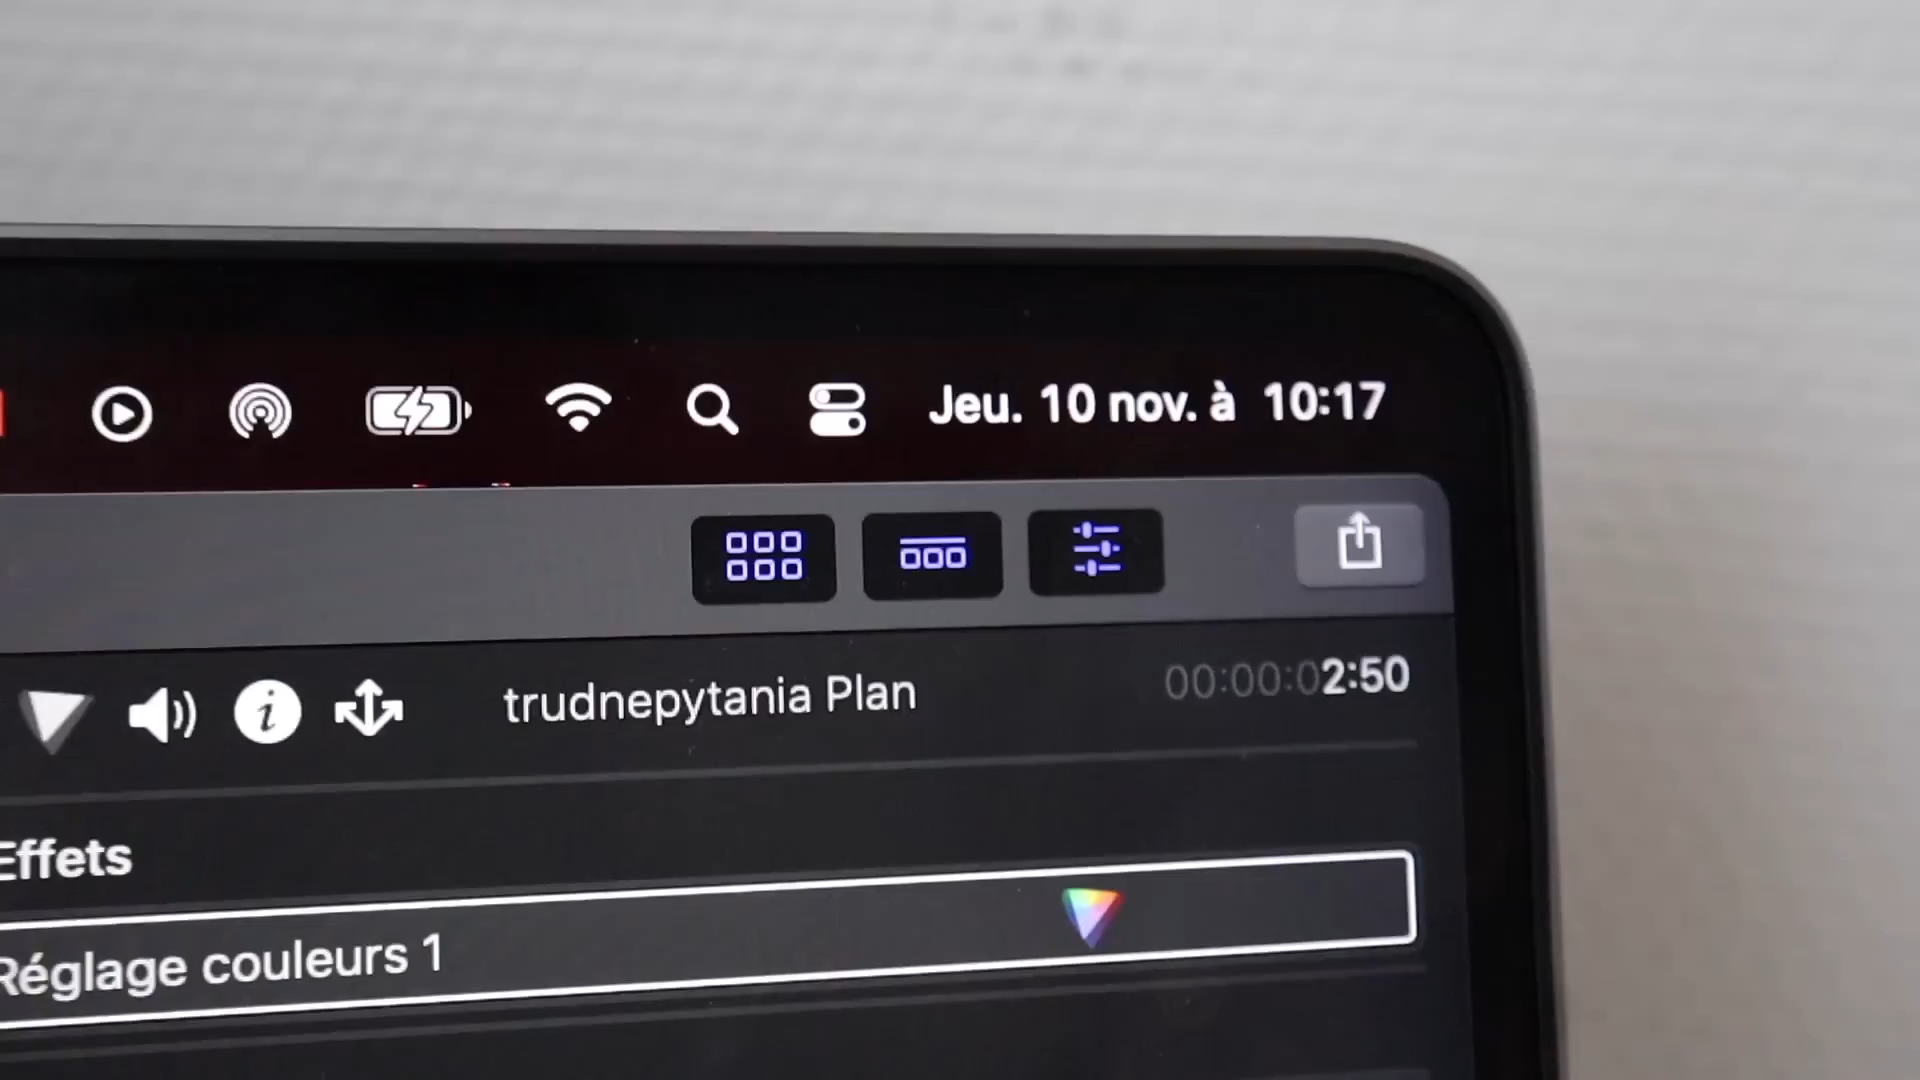 Jeu. 10 nov. à 10:17
trudnepytania Plan
00:00:02:50
Effets
Réglage couleurs 1